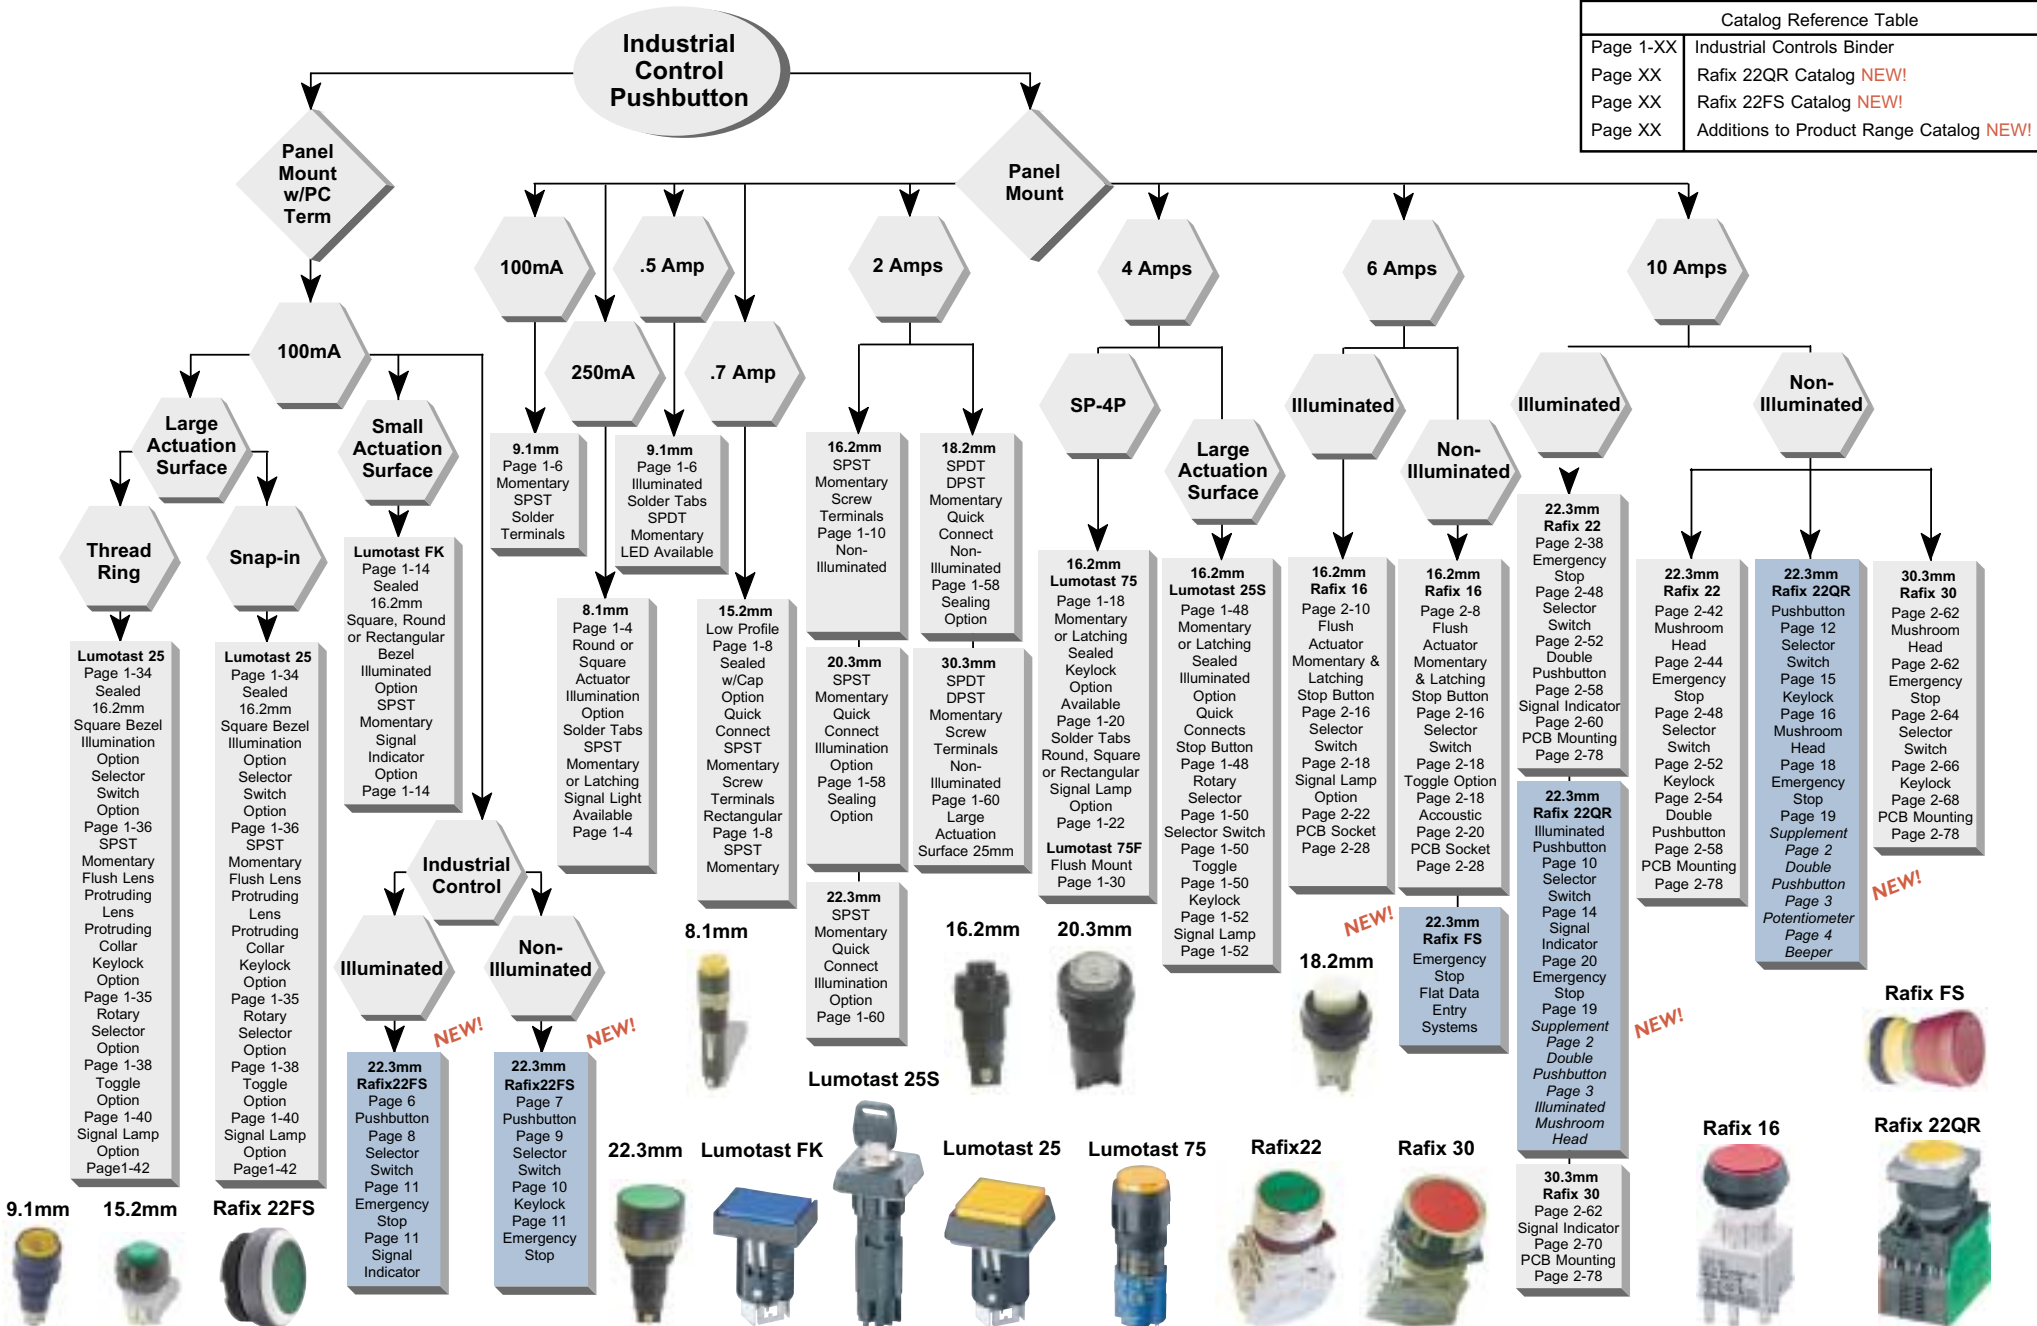 Industrial
Control
Pushbutton
Catalog Reference Table
Page 1-XX Industrial Controls Binder
Page XX Rafix 22QR Catalog NEW!
Page XX Rafix 22FS Catalog NEW!
Page XX Additions to Product Range Catalog NEW!
Panel
Mount
w/PC
Term
Panel
Mount
100mA
.5 Amp
2 Amps
4 Amps
6 Amps
10 Amps
100mA
250mA
.7 Amp
SP-4P
Illuminated
Illuminated
Non-
Illuminated
Large
Actuation
Surface
Small
Actuation
Surface
Large
Actuation
Surface
Non-
Illuminated
Thread
Ring
Snap-in
Lumotast 25
Page 1-34
Sealed
16.2mm
Square Bezel
Illumination
Option
Selector
Switch
Option
Page 1-36
SPST
Momentary
Flush Lens
Protruding
Lens
Protruding
Collar
Keylock
Option
Page 1-35
Rotary
Selector
Option
Page 1-38
Toggle
Option
Page 1-40
Signal Lamp
Option
Page1-42
Lumotast 25
Page 1-34
Sealed
16.2mm
Square Bezel
Illumination
Option
Selector
Switch
Option
Page 1-36
SPST
Momentary
Flush Lens
Protruding
Lens
Protruding
Collar
Keylock
Option
Page 1-35
Rotary
Selector
Option
Page 1-38
Toggle
Option
Page 1-40
Signal Lamp
Option
Page1-42
Lumotast FK
Page 1-14
Sealed
16.2mm
Square, Round
or Rectangular
Bezel
Illuminated
Option
SPST
Momentary
Signal
Indicator
Option
Page 1-14
Industrial
Control
Illuminated
Non-
Illuminated
NEW!
NEW!
22.3mm
Rafix22FS
Page 6
Pushbutton
Page 8
Selector
Switch
Page 11
Emergency
Stop
Page 11
Signal
Indicator
22.3mm
Rafix22FS
Page 7
Pushbutton
Page 9
Selector
Switch
Page 10
Keylock
Page 11
Emergency
Stop
9.1mm
Page 1-6
Momentary
SPST
Solder
Terminals
8.1mm
Page 1-4
Round or
Square
Actuator
Illumination
Option
Solder Tabs
SPST
Momentary
or Latching
Signal Light
Available
Page 1-4
9.1mm
Page 1-6
Illuminated
Solder Tabs
SPDT
Momentary
LED Available
15.2mm
Low Profile
Page 1-8
Sealed
w/Cap
Option
Quick
Connect
SPST
Momentary
Screw
Terminals
Rectangular
Page 1-8
SPST
Momentary
16.2mm
SPST
Momentary
Screw
Terminals
Page 1-10
Non-
Illuminated
20.3mm
SPST
Momentary
Quick
Connect
Illumination
Option
Page 1-58
Sealing
Option
22.3mm
SPST
Momentary
Quick
Connect
Illumination
Option
Page 1-60
18.2mm
SPDT
DPST
Momentary
Quick
Connect
Non-
Illuminated
Page 1-58
Sealing
Option
30.3mm
SPDT
DPST
Momentary
Screw
Terminals
Non-
Illuminated
Page 1-60
Large
Actuation
Surface 25mm
16.2mm
Lumotast 75
Page 1-18
Momentary
or Latching
Sealed
Keylock
Option
Available
Page 1-20
Solder Tabs
Round, Square
or Rectangular
Signal Lamp
Option
Page 1-22
Lumotast 75F
Flush Mount
Page 1-30
16.2mm
Lumotast 25S
Page 1-48
Momentary
or Latching
Sealed
Illuminated
Option
Quick
Connects
Stop Button
Page 1-48
Rotary
Selector
Page 1-50
Selector Switch
Page 1-50
Toggle
Page 1-50
Keylock
Page 1-52
Signal Lamp
Page 1-52
16.2mm
Rafix 16
Page 2-10
Flush
Actuator
Momentary &
Latching
Stop Button
Page 2-16
Selector
Switch
Page 2-18
Signal Lamp
Option
Page 2-22
PCB Socket
Page 2-28
16.2mm
Rafix 16
Page 2-8
Flush
Actuator
Momentary
& Latching
Stop Button
Page 2-16
Selector
Switch
Page 2-18
Toggle Option
Page 2-18
Accoustic
Page 2-20
PCB Socket
Page 2-28
NEW!
22.3mm
Rafix FS
Emergency
Stop
Flat Data
Entry
Systems
22.3mm
Rafix 22
Page 2-38
Emergency
Stop
Page 2-48
Selector
Switch
Page 2-52
Double
Pushbutton
Page 2-58
Signal Indicator
Page 2-60
PCB Mounting
Page 2-78
22.3mm
Rafix 22QR
Illuminated
Pushbutton
Page 10
Selector
Switch
Page 14
Signal
Indicator
Page 20
Emergency
Stop
Page 19
Supplement
Page 2
Double
Pushbutton
Page 3
Illuminated
Mushroom
Head
NEW!
30.3mm
Rafix 30
Page 2-62
Signal Indicator
Page 2-70
PCB Mounting
Page 2-78
22.3mm
Rafix 22
Page 2-42
Mushroom
Head
Page 2-44
Emergency
Stop
Page 2-48
Selector
Switch
Page 2-52
Keylock
Page 2-54
Double
Pushbutton
Page 2-58
PCB Mounting
Page 2-78
22.3mm
Rafix 22QR
Pushbutton
Page 12
Selector
Switch
Page 15
Keylock
Page 16
Mushroom
Head
Page 18
Emergency
Stop
Page 19
Supplement
Page 2
Double
Pushbutton
Page 3
Potentiometer
Page 4
Beeper
NEW!
30.3mm
Rafix 30
Page 2-62
Mushroom
Head
Page 2-62
Emergency
Stop
Page 2-64
Selector
Switch
Page 2-66
Keylock
Page 2-68
PCB Mounting
Page 2-78
8.1mm
16.2mm
20.3mm
18.2mm
Rafix FS
Lumotast 25S
22.3mm
Lumotast FK
Lumotast 25
Lumotast 75
Rafix22
Rafix 30
Rafix 16
Rafix 22QR
9.1mm
15.2mm
Rafix 22FS